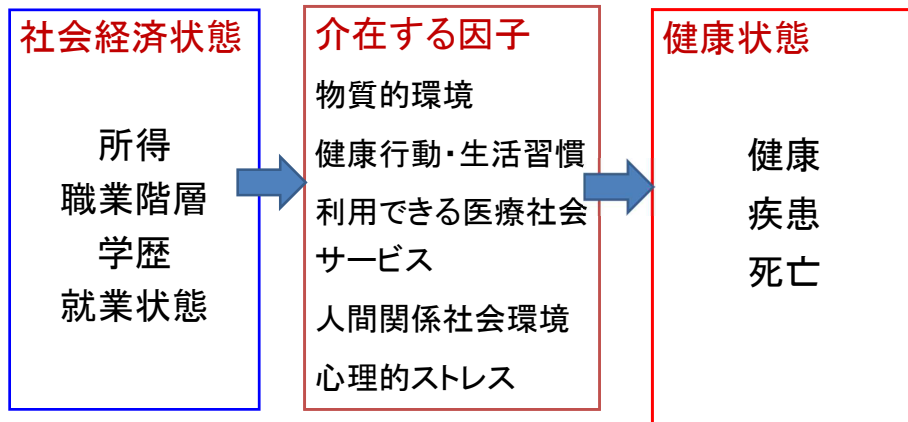 社会経済状態
所得
職業階層
学歴
就業状態
介在する因子
物質的環境
健康行動・生活習慣
利用できる医療社会
サービス
人間関係社会環境
心理的ストレス
健康状態
健康
疾患
死亡